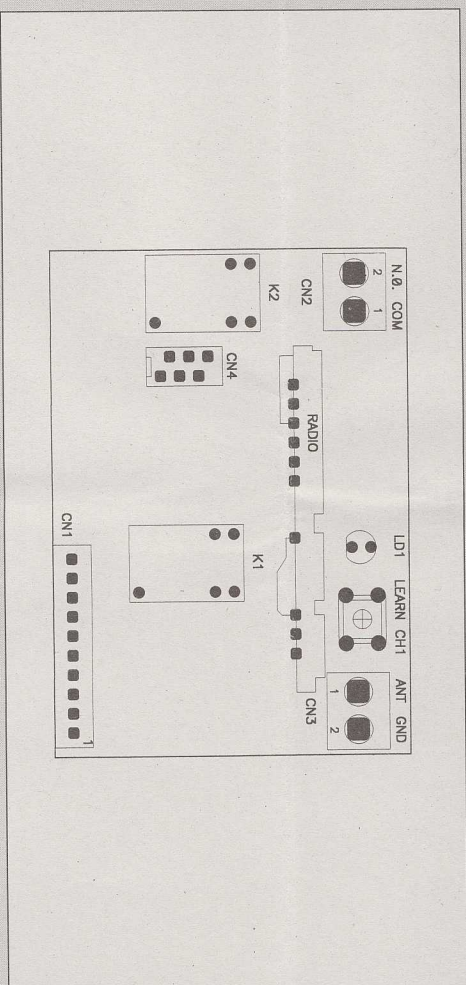 N.O. COM
2 1
CN2
K2
CN4
RADIO
LD1
LEARN CH1
ANT GND
1 2
CN3
K1
CN1
1